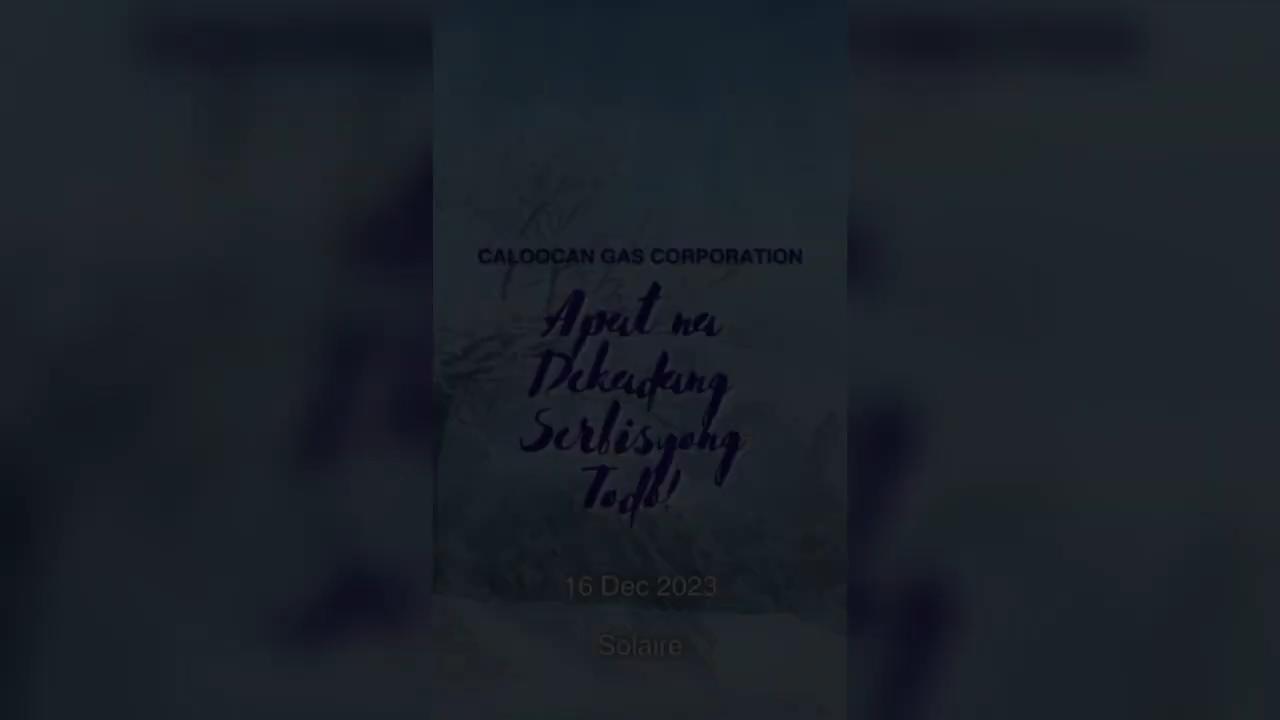 CALOOCAN GAS CORPORATION
Apat na
Dekadang
Serbisyong
Todo!
16 Dec 2023
Solaire